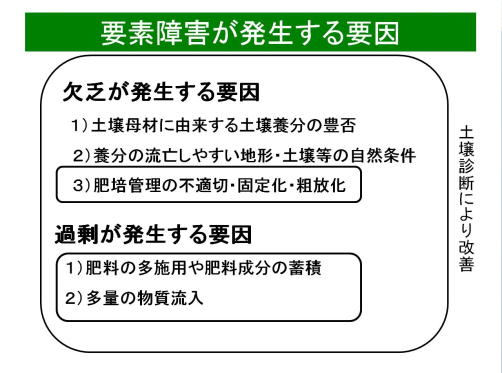 要素障害が発生する要因
欠乏が発生する要因
1）土壌母材に由来する土壌養分の豊否
2）養分の流亡しやすい地形・土壌等の自然条件
3）肥培管理の不適切・固定化・粗放化
過剰が発生する要因
1）肥料の多施用や肥料成分の蓄積
2）多量の物質流入
土壌診断により改善